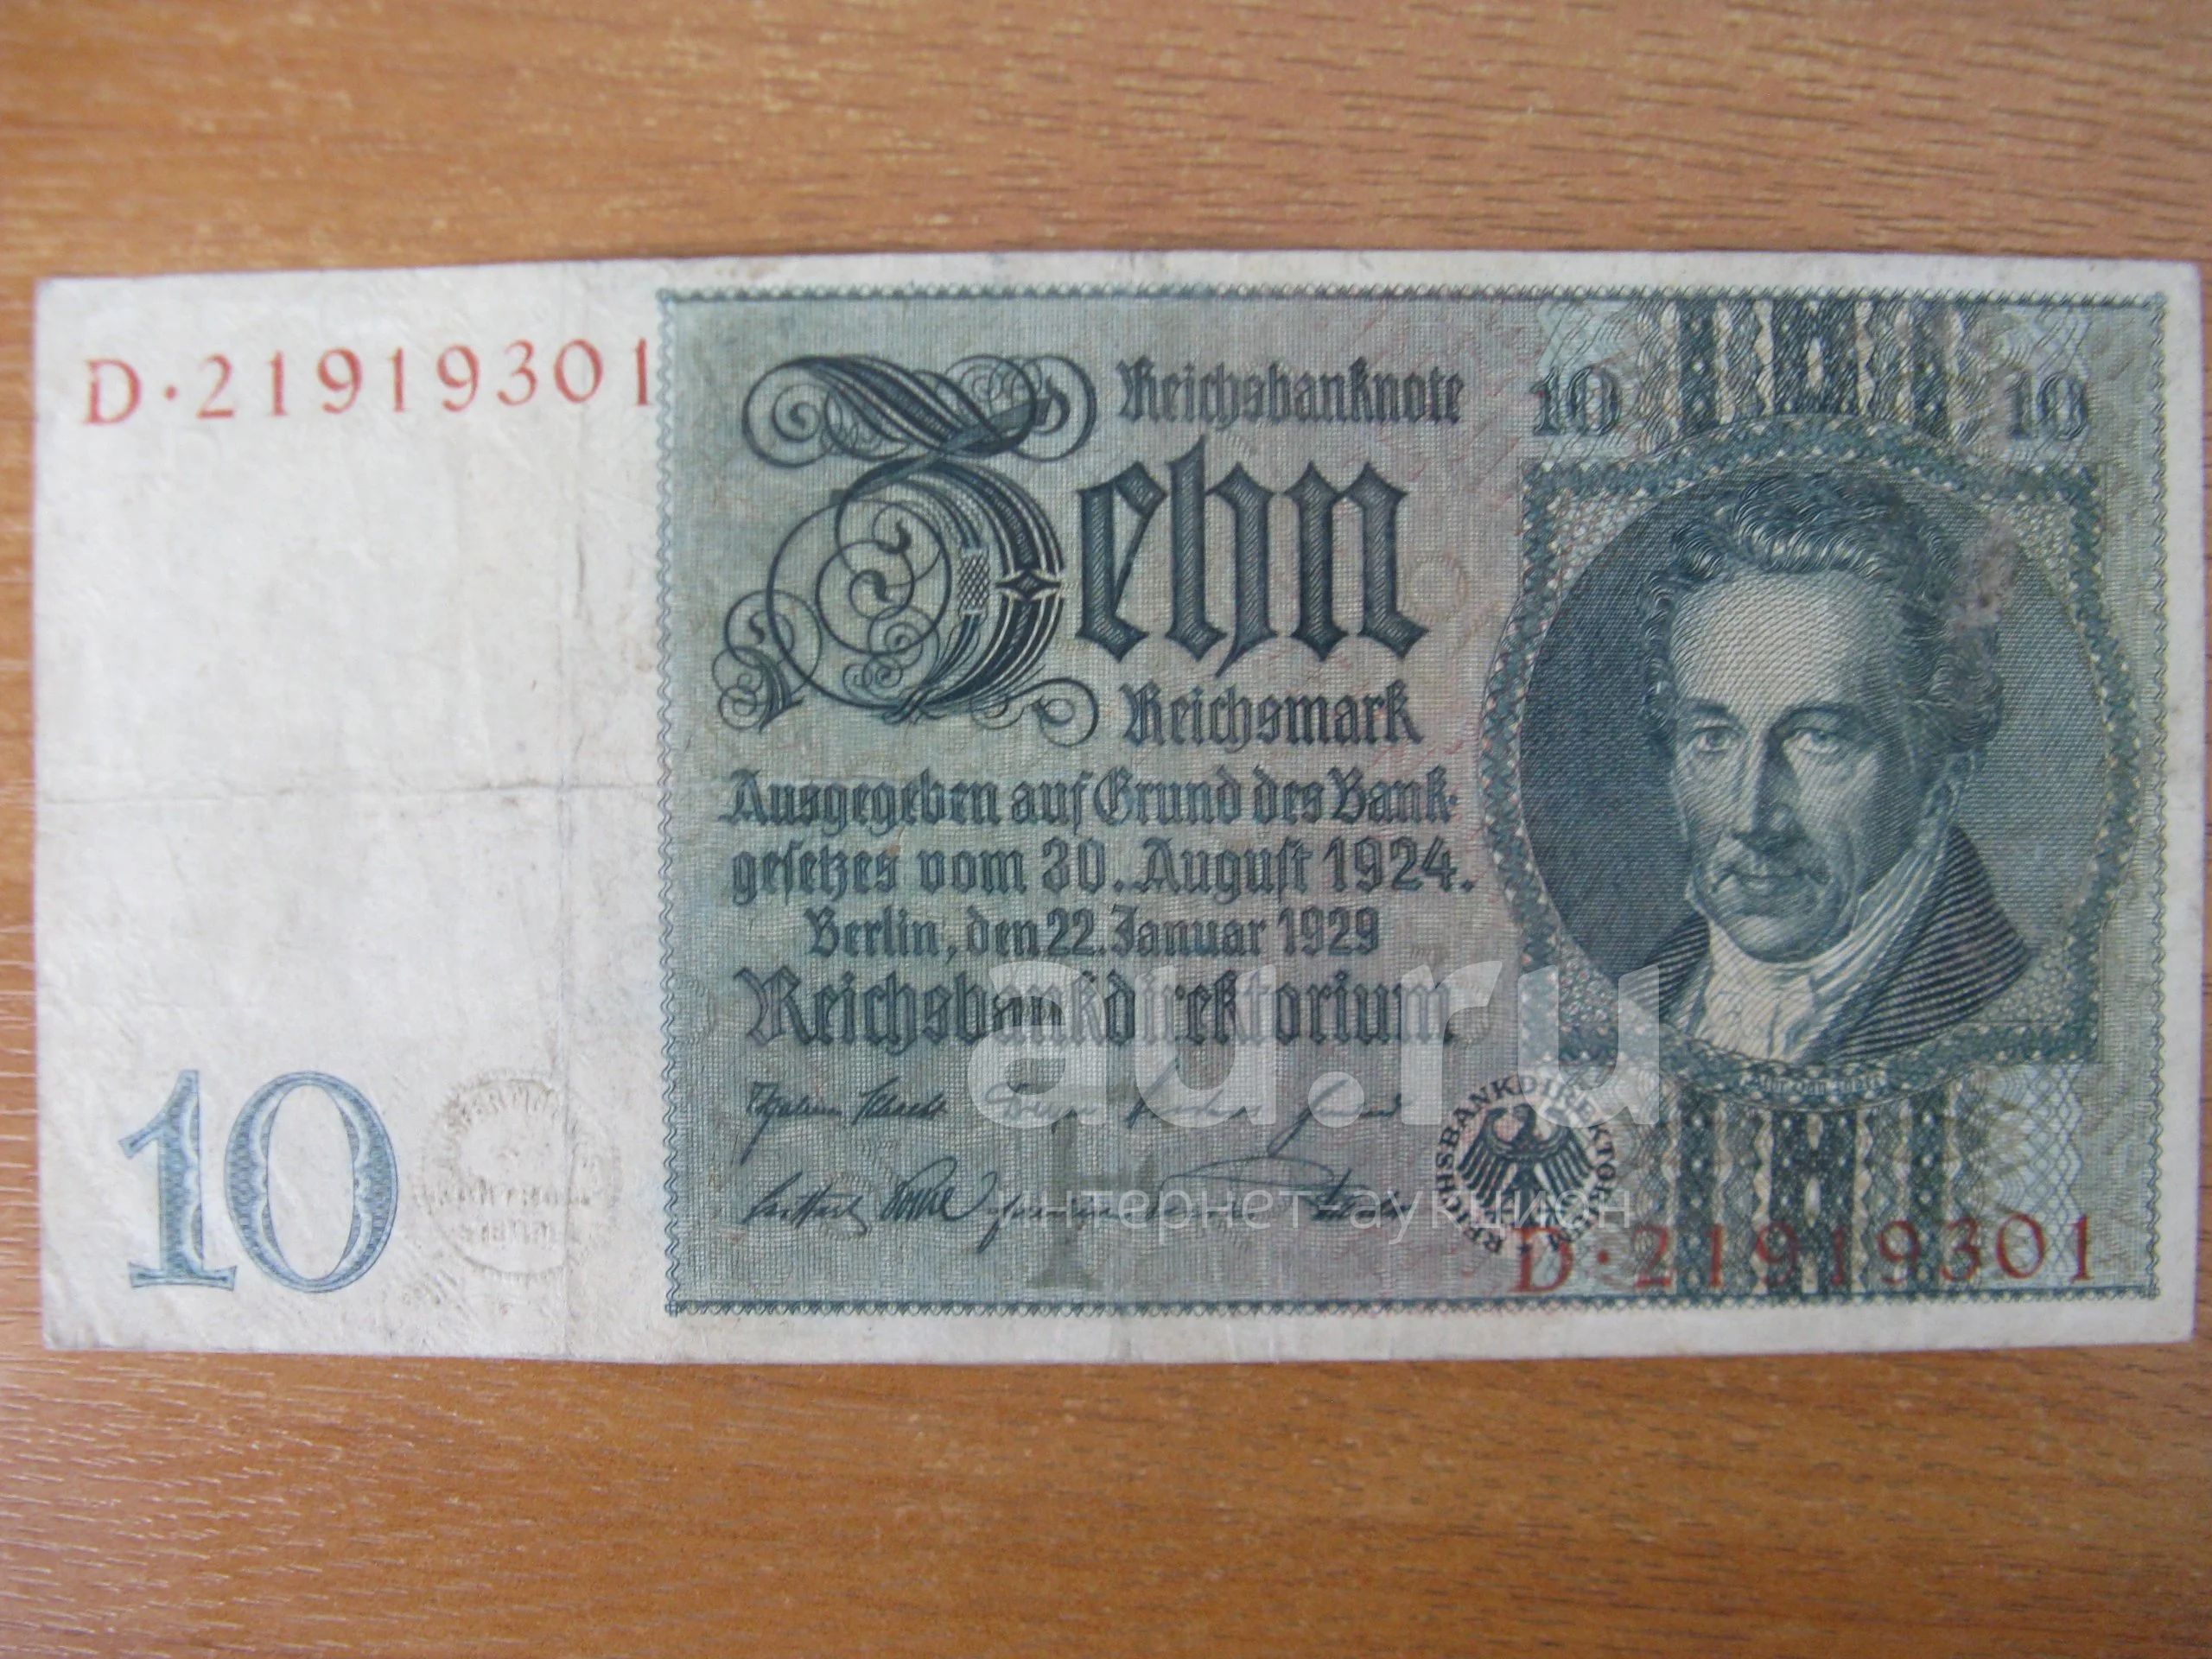 D·21919301
Reichsbanknote
10
10
Zehn
Reichsmark
Ausgegeben auf Grund des Bank-
gesetzes vom 30. August 1924.
Berlin, den 22. Januar 1929
Reichsbankdirektorium
REICHSBANKDIREKTORIUM
10
D·21919301
au.ru
интернет-аукцион